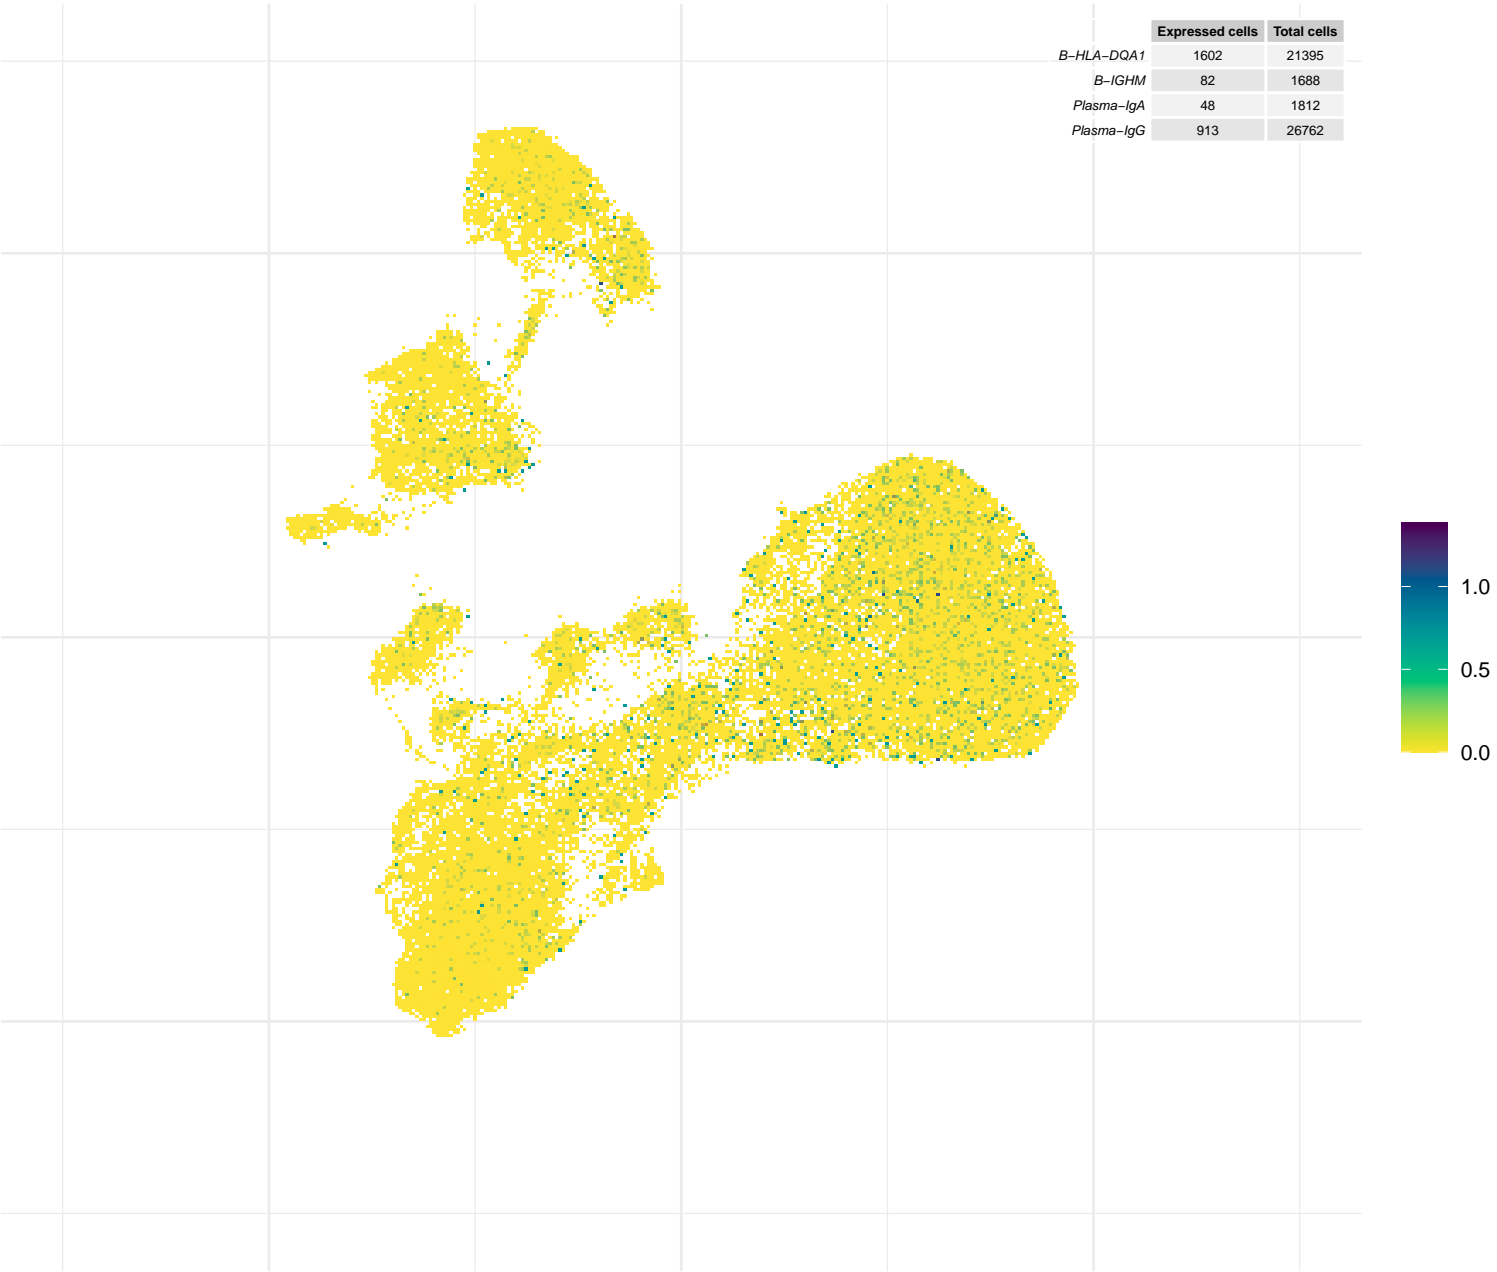 Expressed cells Total cells
B−HLA−DQA1 1602 21395
B−IGHM 82 1688
Plasma−IgA 48 1812
Plasma−IgG 913 26762
1.0
0.5
0.0